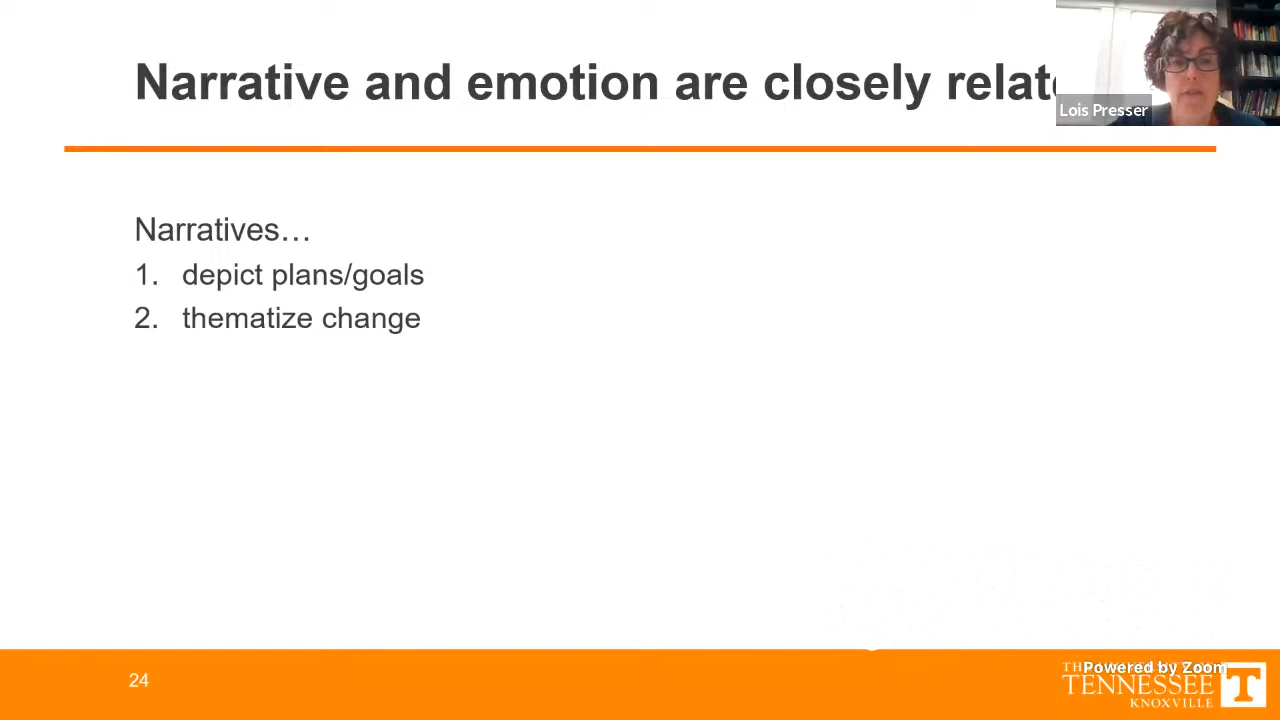 Narrative and emotion are closely relate
Lois Presser
Narratives…
1. depict plans/goals
2. thematize change
24
Powered by Zoom
TENNESSEE
KNOXVILLE
T